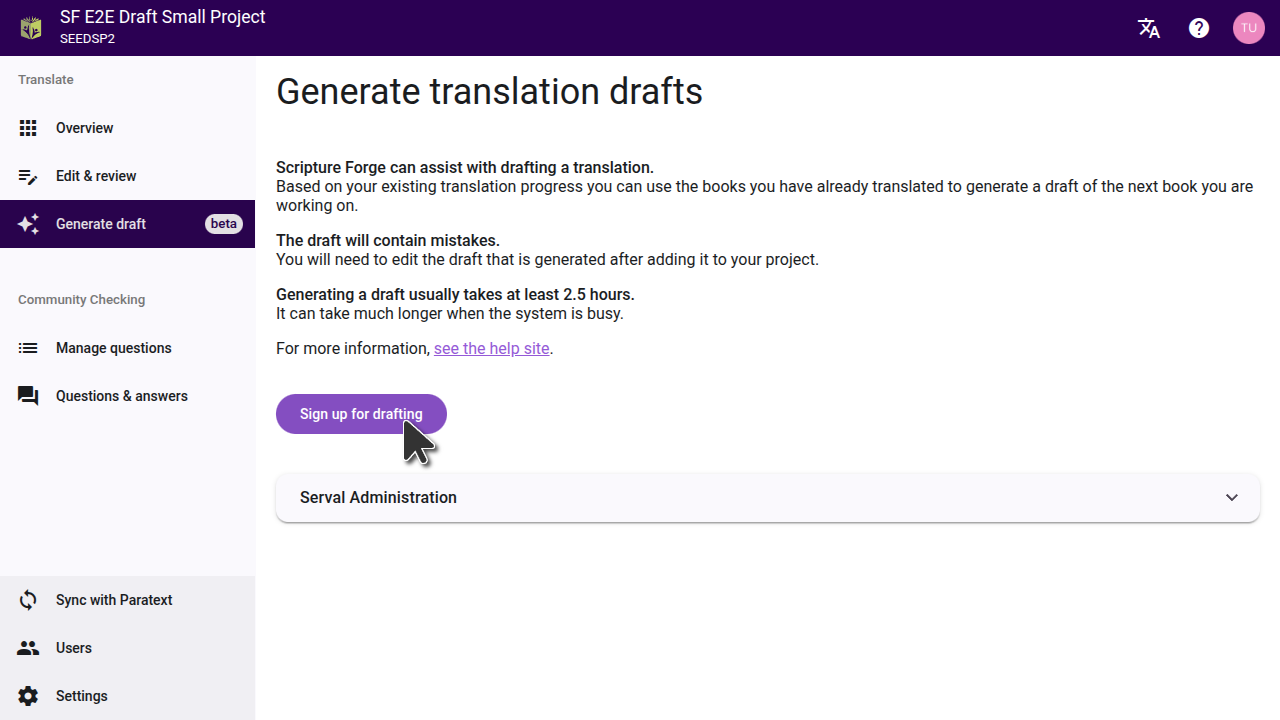 SF E2E Draft Small Project
SEEDSP2
TU
Translate
Overview
Edit & review
Generate draft
beta
Community Checking
Manage questions
Questions & answers
Sync with Paratext
Users
Settings
Generate translation drafts
Scripture Forge can assist with drafting a translation.
Based on your existing translation progress you can use the books you have already translated to generate a draft of the next book you are
working on.
The draft will contain mistakes.
You will need to edit the draft that is generated after adding it to your project.
Generating a draft usually takes at least 2.5 hours.
It can take much longer when the system is busy.
For more information, see the help site.
Sign up for drafting
Serval Administration